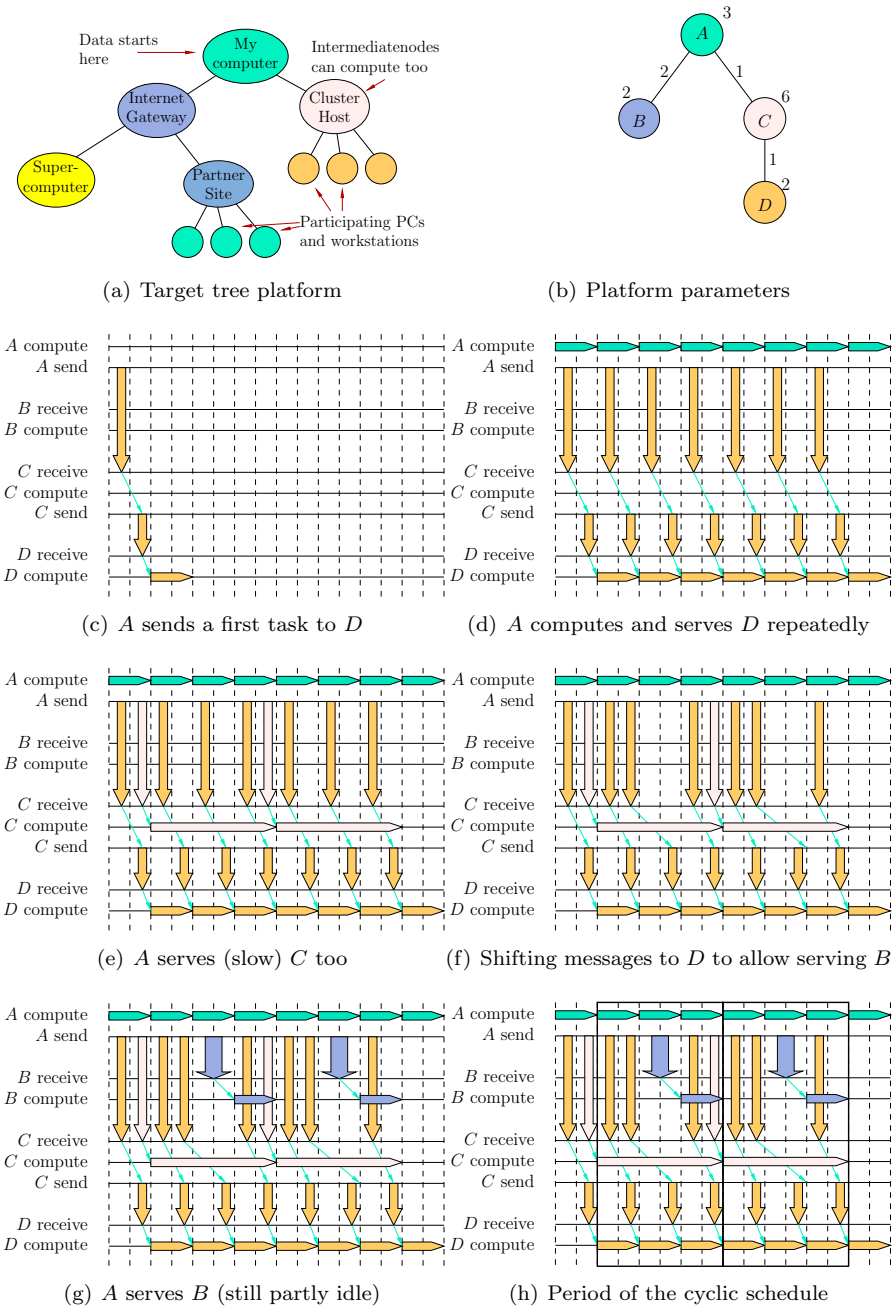 Data starts
here
My
computer
Intermediatenodes
can compute too
Internet
Gateway
Cluster
Host
Super-
computer
Partner
Site
Participating PCs
and workstations
(a) Target tree platform
3
A
2
1
2
B
6
C
1
2
D
(b) Platform parameters
A compute
A send
B receive
B compute
C receive
C compute
C send
D receive
D compute
(c) A sends a first task to D
A compute
A send
B receive
B compute
C receive
C compute
C send
D receive
D compute
(d) A computes and serves D repeatedly
A compute
A send
B receive
B compute
C receive
C compute
C send
D receive
D compute
(e) A serves (slow) C too
A compute
A send
B receive
B compute
C receive
C compute
C send
D receive
D compute
(f) Shifting messages to D to allow serving B
A compute
A send
B receive
B compute
C receive
C compute
C send
D receive
D compute
(g) A serves B (still partly idle)
A compute
A send
B receive
B compute
C receive
C compute
C send
D receive
D compute
(h) Period of the cyclic schedule